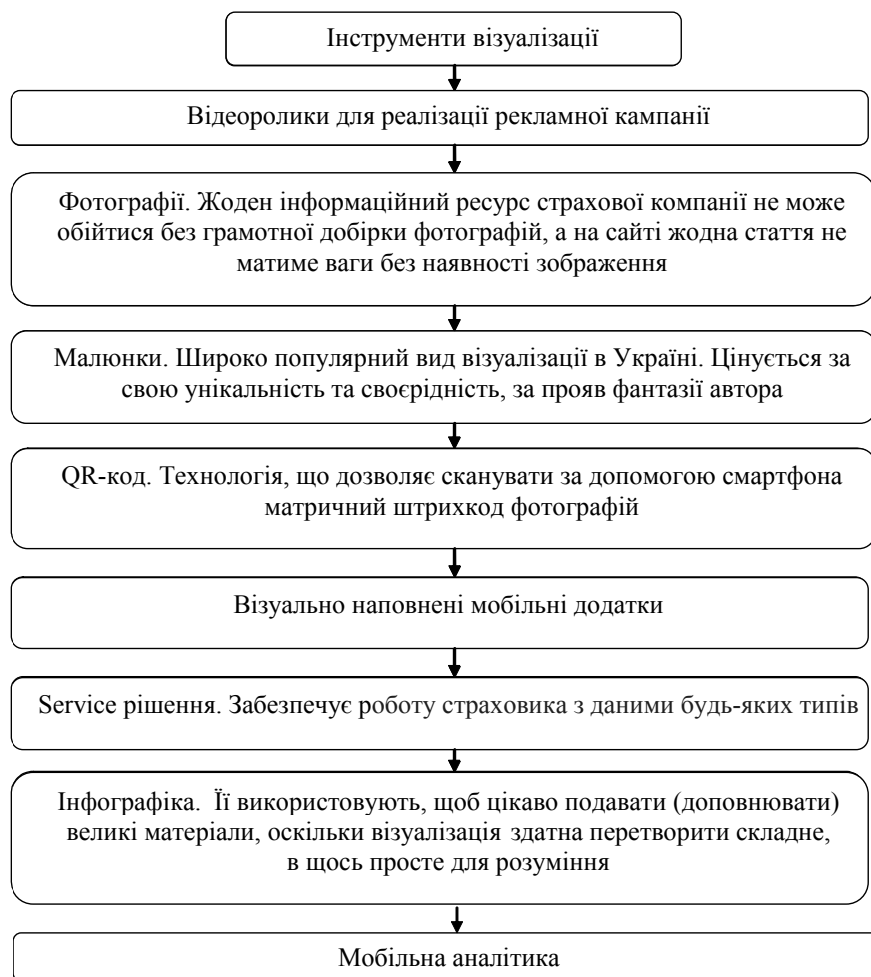 Інструменти візуалізації
Відеоролики для реалізації рекламної кампанії
Фотографії. Жоден інформаційний ресурс страхової компанії не може
обійтися без грамотної добірки фотографій, а на сайті жодна стаття не
матиме ваги без наявності зображення
Малюнки. Широко популярний вид візуалізації в Україні. Цінується за
свою унікальність та своєрідність, за прояв фантазії автора
QR-код. Технологія, що дозволяє сканувати за допомогою смартфона
матричний штрихкод фотографій
Візуально наповнені мобільні додатки
Service рішення. Забезпечує роботу страховика з даними будь-яких типів
Інфографіка. Її використовують, щоб цікаво подавати (доповнювати)
великі матеріали, оскільки візуалізація здатна перетворити складне,
в щось просте для розуміння
Мобільна аналітика